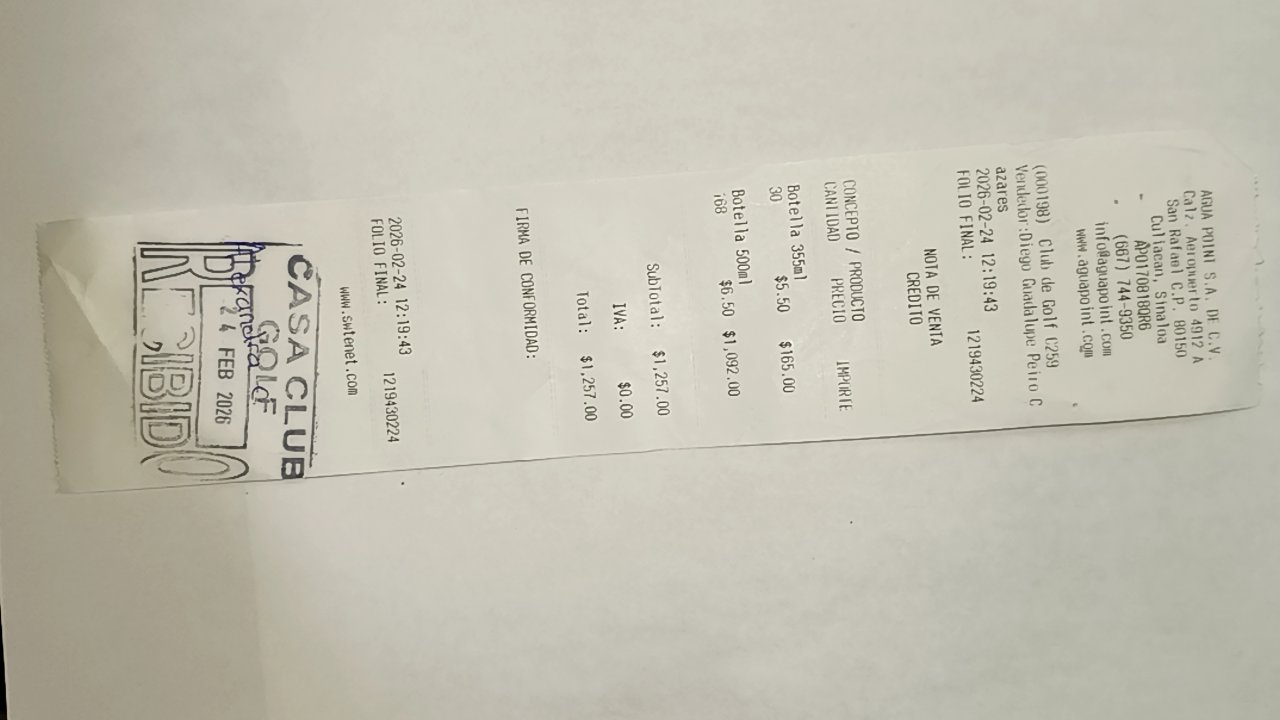 AGUA POINT S.A. DE C.V.
Calz. Aeropuerto 4912 A
San Rafael C.P. 80150
Culiacan, Sinaloa
APO170818QR6
(667) 744-9350
info@aguapoint.com
www.aguapoint.com
(000198) Club de Golf C259
Vendedor:Diego Guadalupe Peiro C
azares
2026-02-24 12:19:43
FOLIO FINAL: 1219430224
NOTA DE VENTA
CREDITO
CONCEPTO / PRODUCTO
CANTIDAD PRECIO IMPORTE
Botella 355ml
30 $5.50 $165.00
Botella 500ml
168 $6.50 $1,092.00
SubTotal: $1,257.00
IVA: $0.00
Total: $1,257.00
FIRMA DE CONFORMIDAD:
2026-02-24 12:19:43
FOLIO FINAL: 1219430224
www.swtenet.com
CASA CLUB
GOLF
Alexandra
24 FEB 2026
RECIBIDO